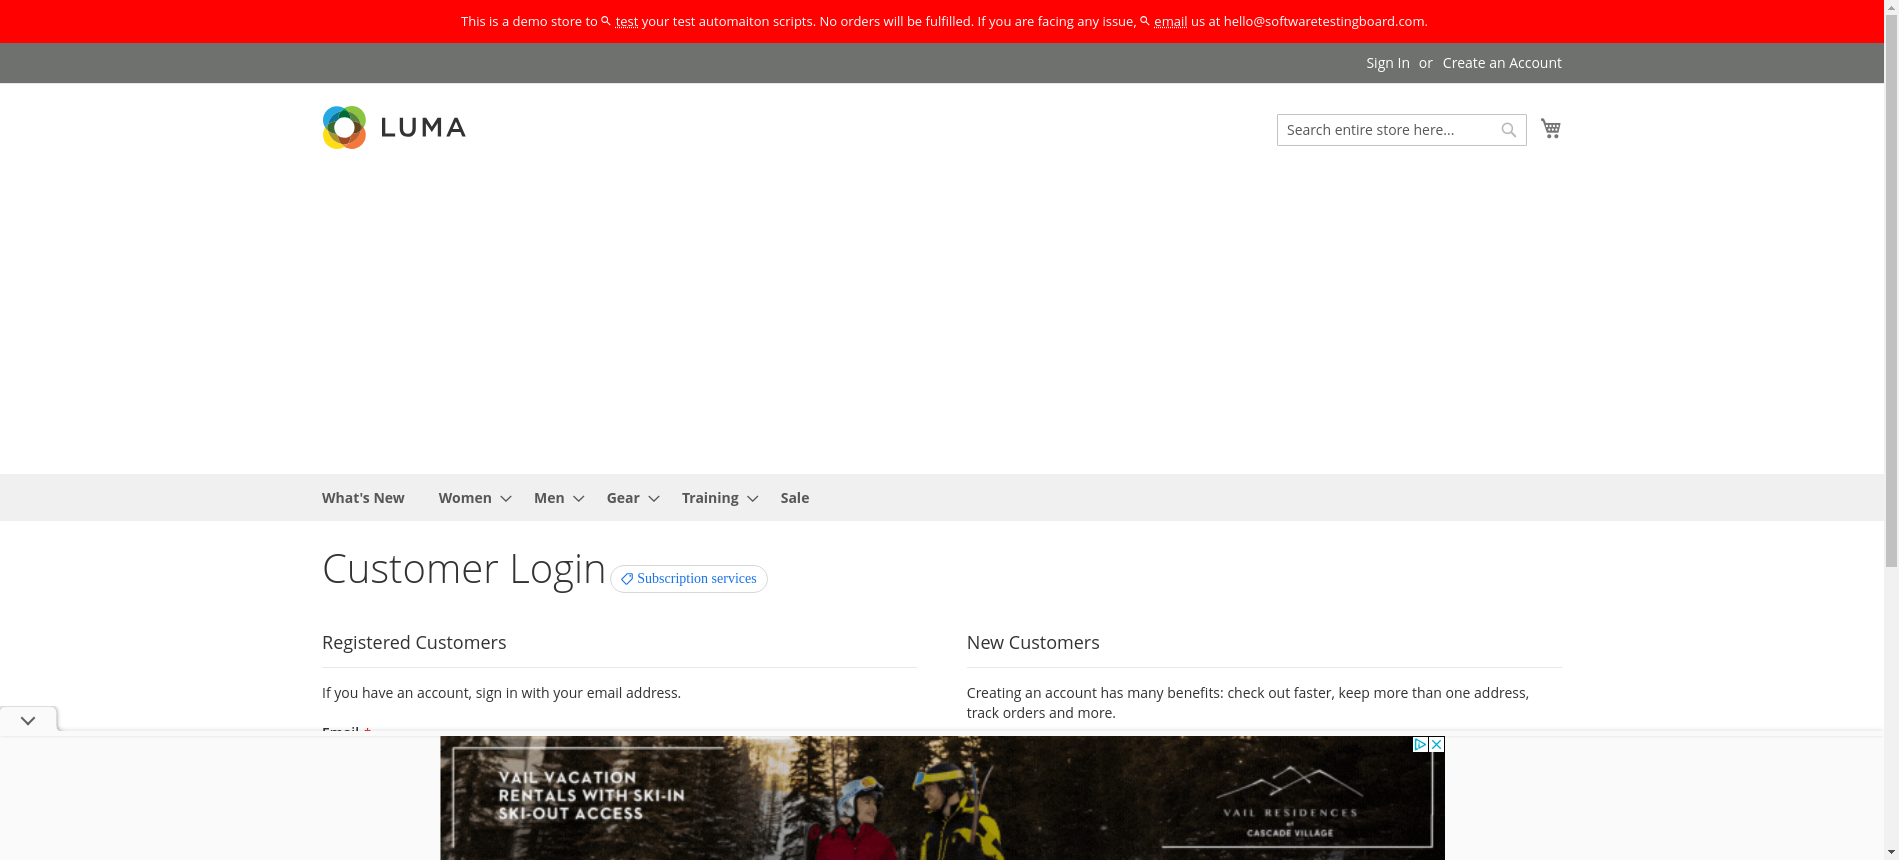 This is a demo store to test your test automaiton scripts. No orders will be fulfilled. If you are facing any issue, email us at hello@softwaretestingboard.com.
Sign In or Create an Account
LUMA
Search entire store here...
What's New Women Men Gear Training Sale
Customer Login Subscription services
Registered Customers
If you have an account, sign in with your email address.
Email *
New Customers
Creating an account has many benefits: check out faster, keep more than one address,
track orders and more.
VAIL VACATION
RENTALS WITH SKI-IN
SKI-OUT ACCESS
VAIL RESIDENCES
at
CASCADE VILLAGE